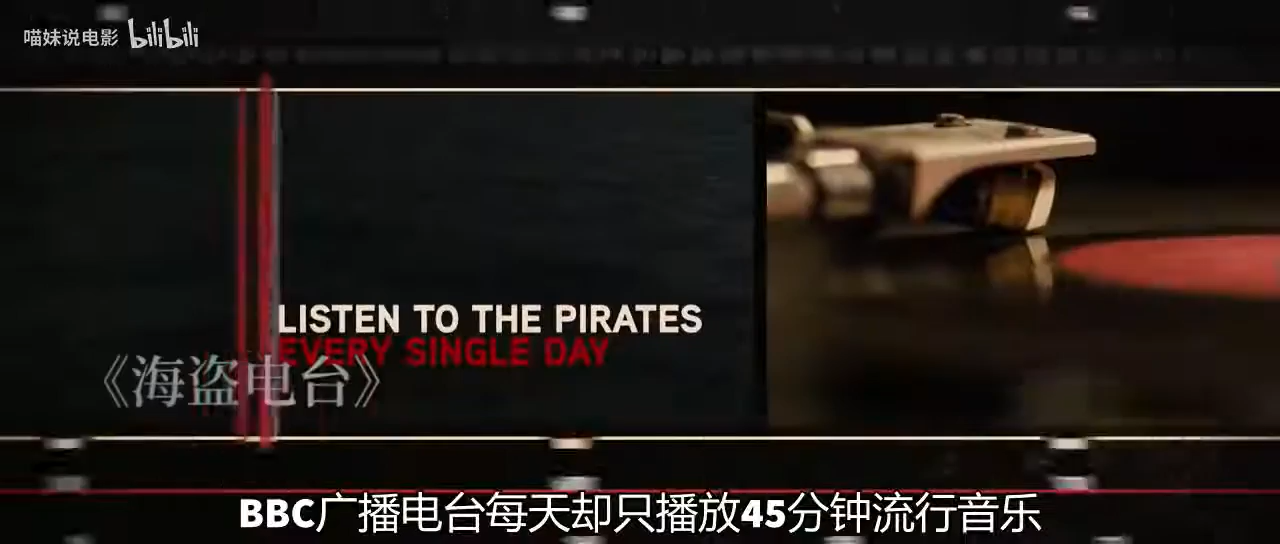 喵妹说电影 bilibili
LISTEN TO THE PIRATES
EVERY SINGLE DAY
《海盗电台》
BBC广播电台每天却只播放45分钟流行音乐